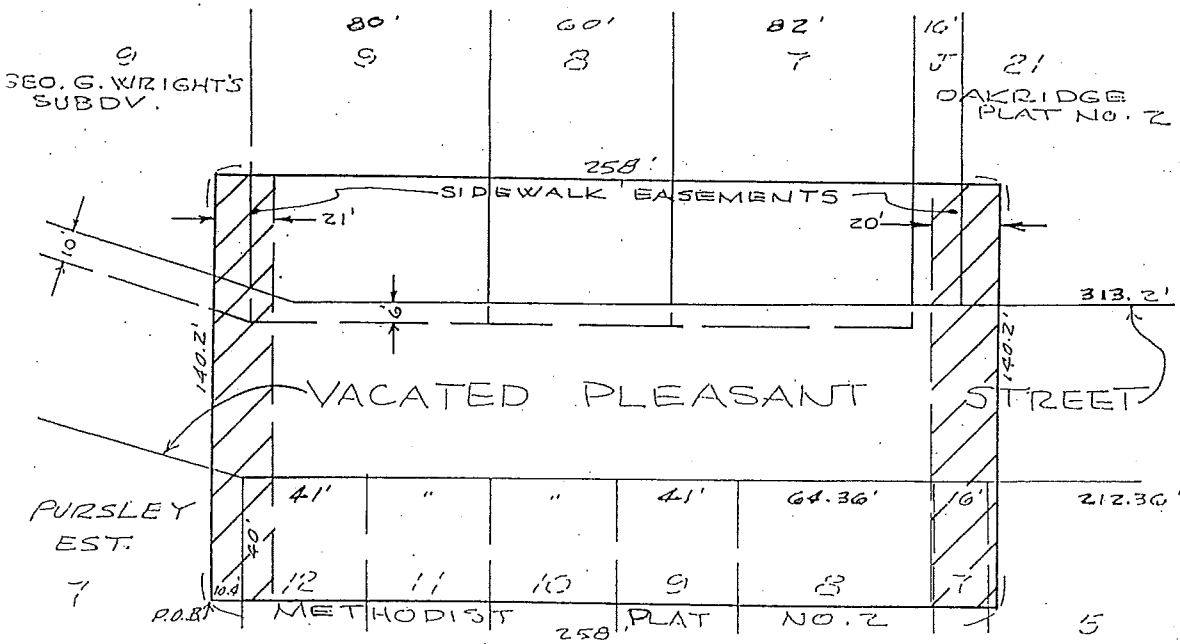 80' 60' 82' 16'
9 9 8 7 J 21
GEO. G. WRIGHT'S
SUBDV.
OAKRIDGE
PLAT NO. 2
258'
SIDEWALK EASEMENTS
21' 20'
10'
6'
313.2'
140.2' 140.2'
VACATED PLEASANT STREET
41' " " 41' 64.36' 16' 212.36'
PURSLEY
EST.
40'
7 10.4' 12 11 10 9 8 7 5
P.O.B. METHODIST PLAT NO. 2
258'